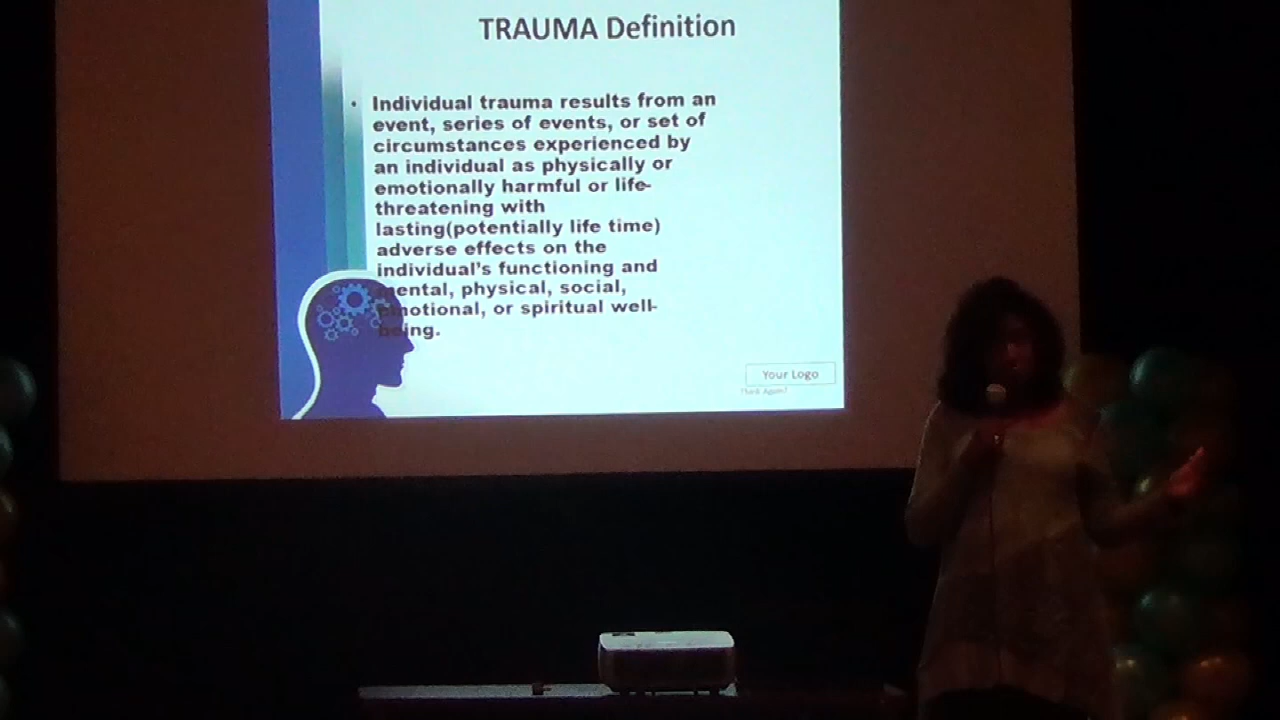 TRAUMA Definition
• Individual trauma results from an
event, series of events, or set of
circumstances experienced by
an individual as physically or
emotionally harmful or life-
threatening with
lasting(potentially life time)
adverse effects on the
individual's functioning and
mental, physical, social,
emotional, or spiritual well-
being.
Your Logo
Think Again!